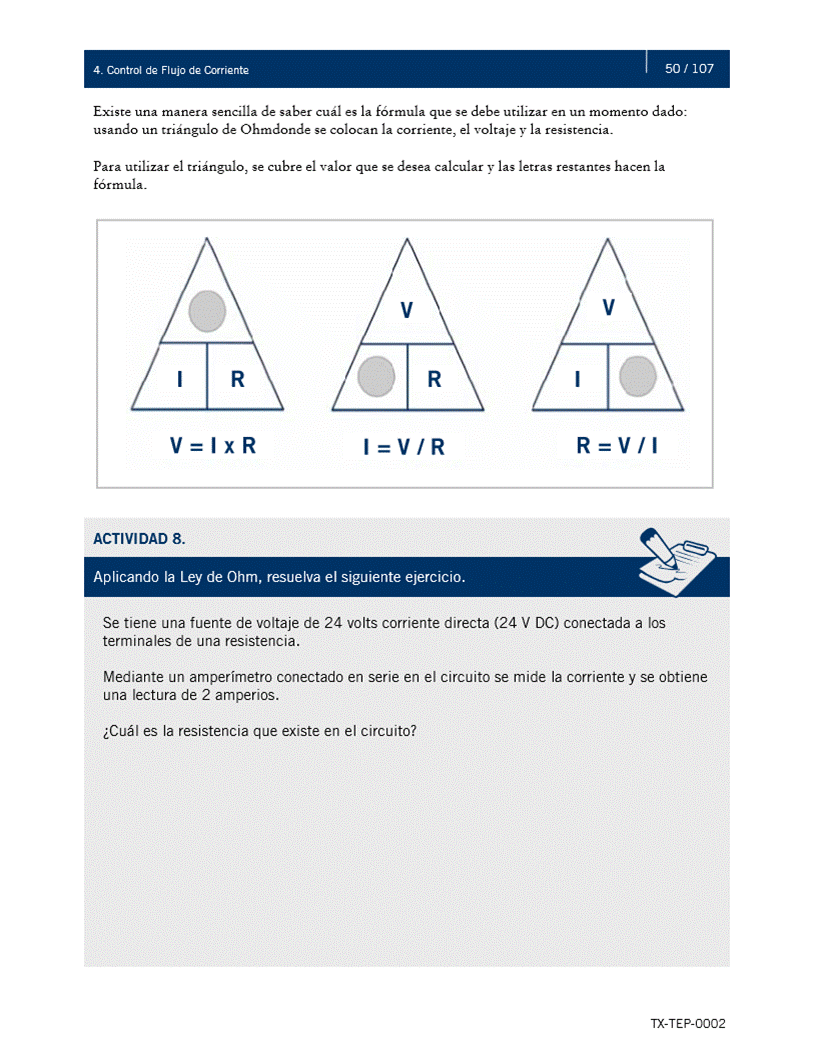 4. Control de Flujo de Corriente
50 / 107
Existe una manera sencilla de saber cuál es la fórmula que se debe utilizar en un momento dado:
usando un triángulo de Ohmdonde se colocan la corriente, el voltaje y la resistencia.
Para utilizar el triángulo, se cubre el valor que se desea calcular y las letras restantes hacen la
fórmula.
I R
V = I x R
V
R
I = V / R
V
I
R = V / I
ACTIVIDAD 8.
Aplicando la Ley de Ohm, resuelva el siguiente ejercicio.
Se tiene una fuente de voltaje de 24 volts corriente directa (24 V DC) conectada a los
terminales de una resistencia.
Mediante un amperímetro conectado en serie en el circuito se mide la corriente y se obtiene
una lectura de 2 amperios.
¿Cuál es la resistencia que existe en el circuito?
TX-TEP-0002